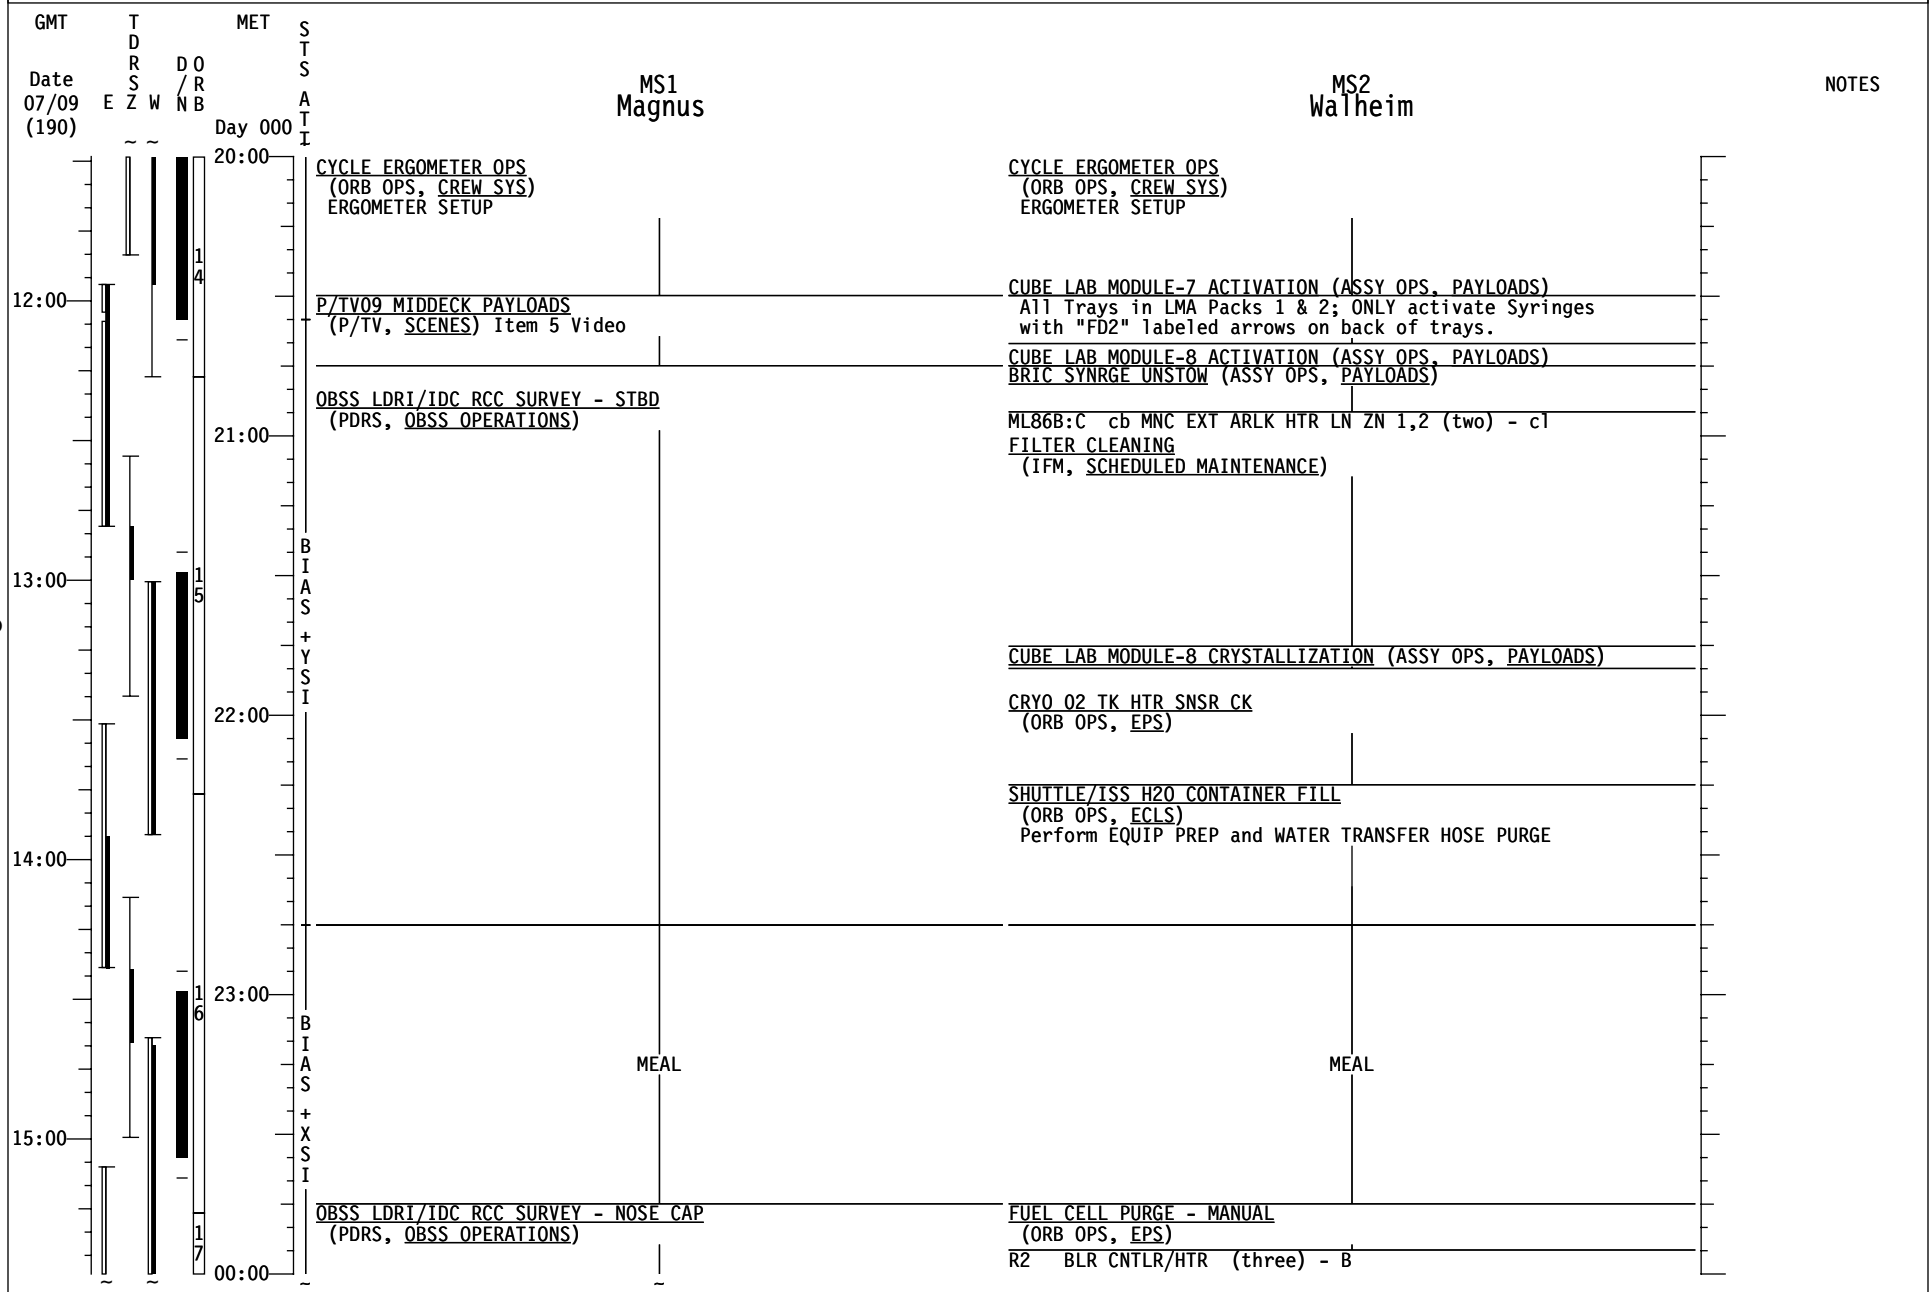 GMT
TDRS
MET
STS ATT
Date
07/09
(190)
E Z W
D/N
ORB
Day 000
MS1
Magnus
MS2
Walheim
NOTES
~ ~ ~
20:00
CYCLE ERGOMETER OPS
(ORB OPS, CREW SYS)
ERGOMETER SETUP
CYCLE ERGOMETER OPS
(ORB OPS, CREW SYS)
ERGOMETER SETUP
14
12:00
P/TV09 MIDDECK PAYLOADS
(P/TV, SCENES) Item 5 Video
CUBE LAB MODULE-7 ACTIVATION (ASSY OPS, PAYLOADS)
All Trays in LMA Packs 1 & 2; ONLY activate Syringes
with "FD2" labeled arrows on back of trays.
CUBE LAB MODULE-8 ACTIVATION (ASSY OPS, PAYLOADS)
BRIC SYNRGE UNSTOW (ASSY OPS, PAYLOADS)
OBSS LDRI/IDC RCC SURVEY - STBD
(PDRS, OBSS OPERATIONS)
21:00
ML86B:C cb MNC EXT ARLK HTR LN ZN 1,2 (two) - cl
FILTER CLEANING
(IFM, SCHEDULED MAINTENANCE)
13:00
15
BIAS +YSI
CUBE LAB MODULE-8 CRYSTALLIZATION (ASSY OPS, PAYLOADS)
22:00
CRYO O2 TK HTR SNSR CK
(ORB OPS, EPS)
SHUTTLE/ISS H2O CONTAINER FILL
(ORB OPS, ECLS)
Perform EQUIP PREP and WATER TRANSFER HOSE PURGE
14:00
23:00
16
BIAS +XSI
MEAL
MEAL
15:00
OBSS LDRI/IDC RCC SURVEY - NOSE CAP
(PDRS, OBSS OPERATIONS)
FUEL CELL PURGE - MANUAL
(ORB OPS, EPS)
17
00:00
R2 BLR CNTLR/HTR (three) - B
~ ~ ~ ~